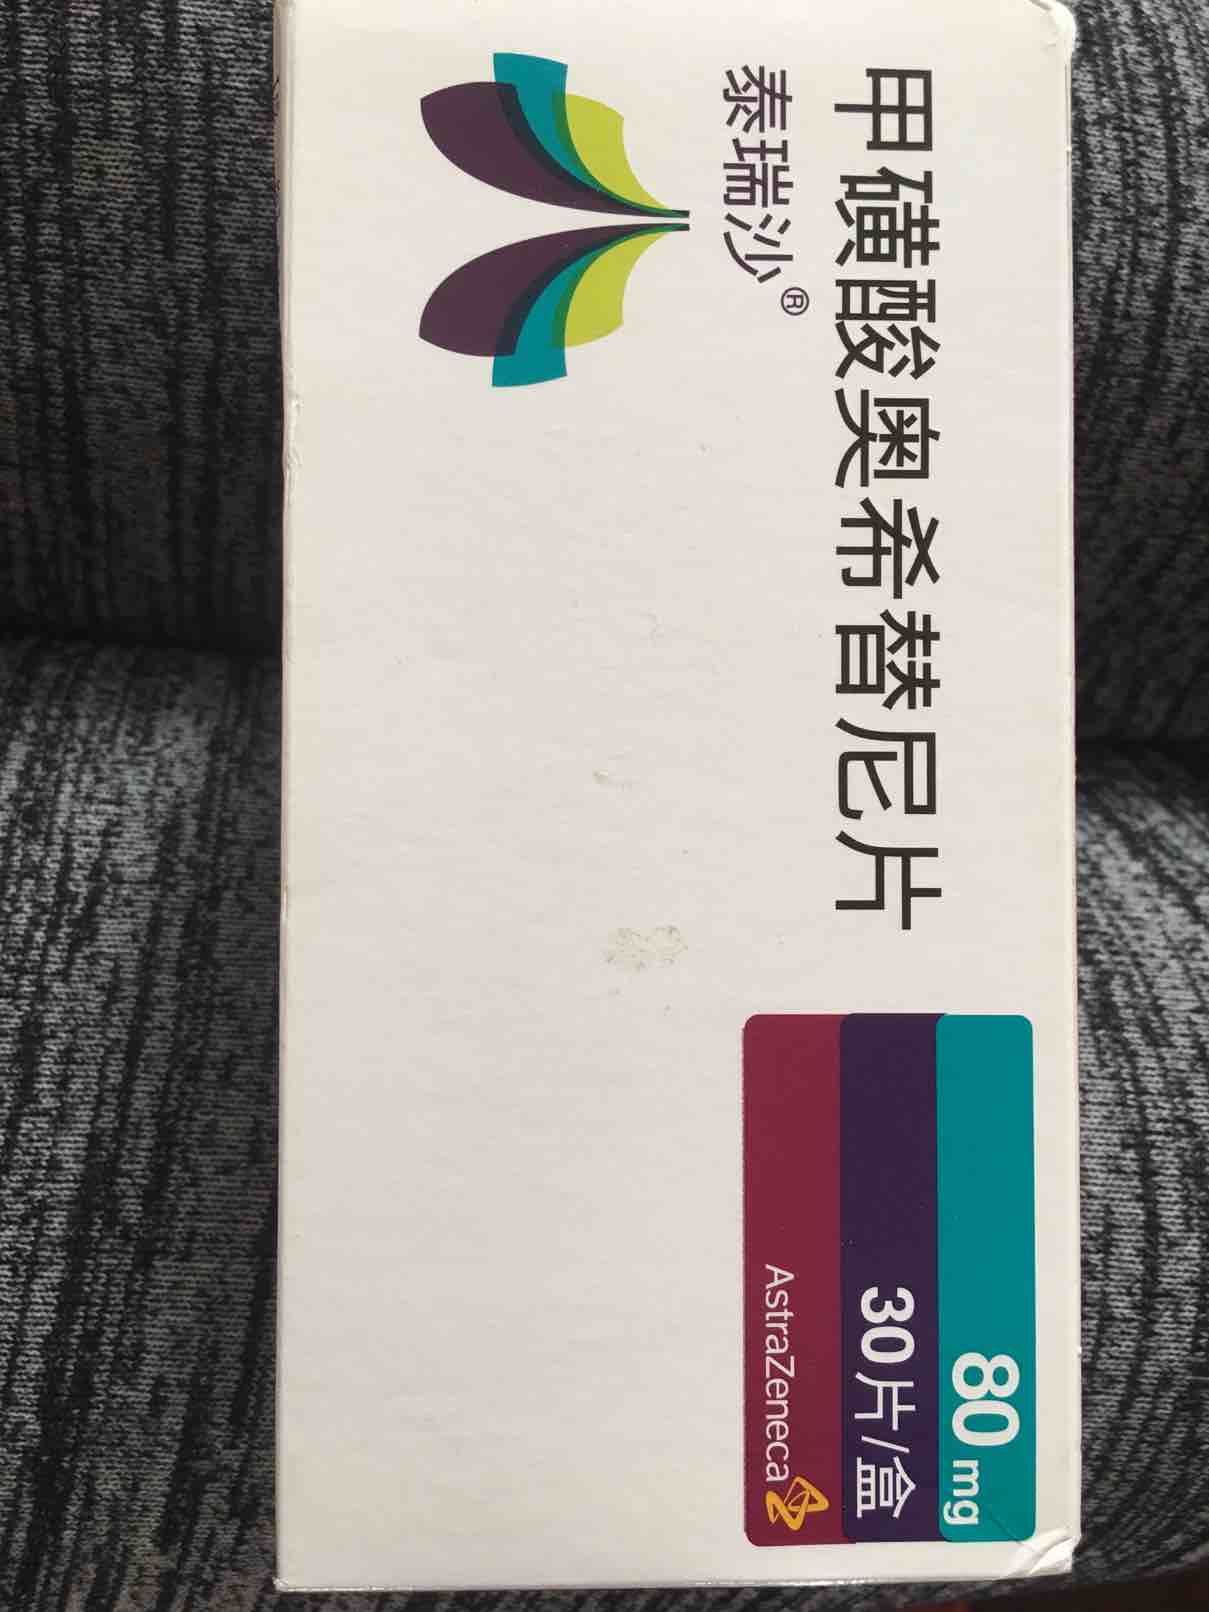 甲磺酸奥希替尼片
泰瑞沙®
80 mg
30片/盒
AstraZeneca